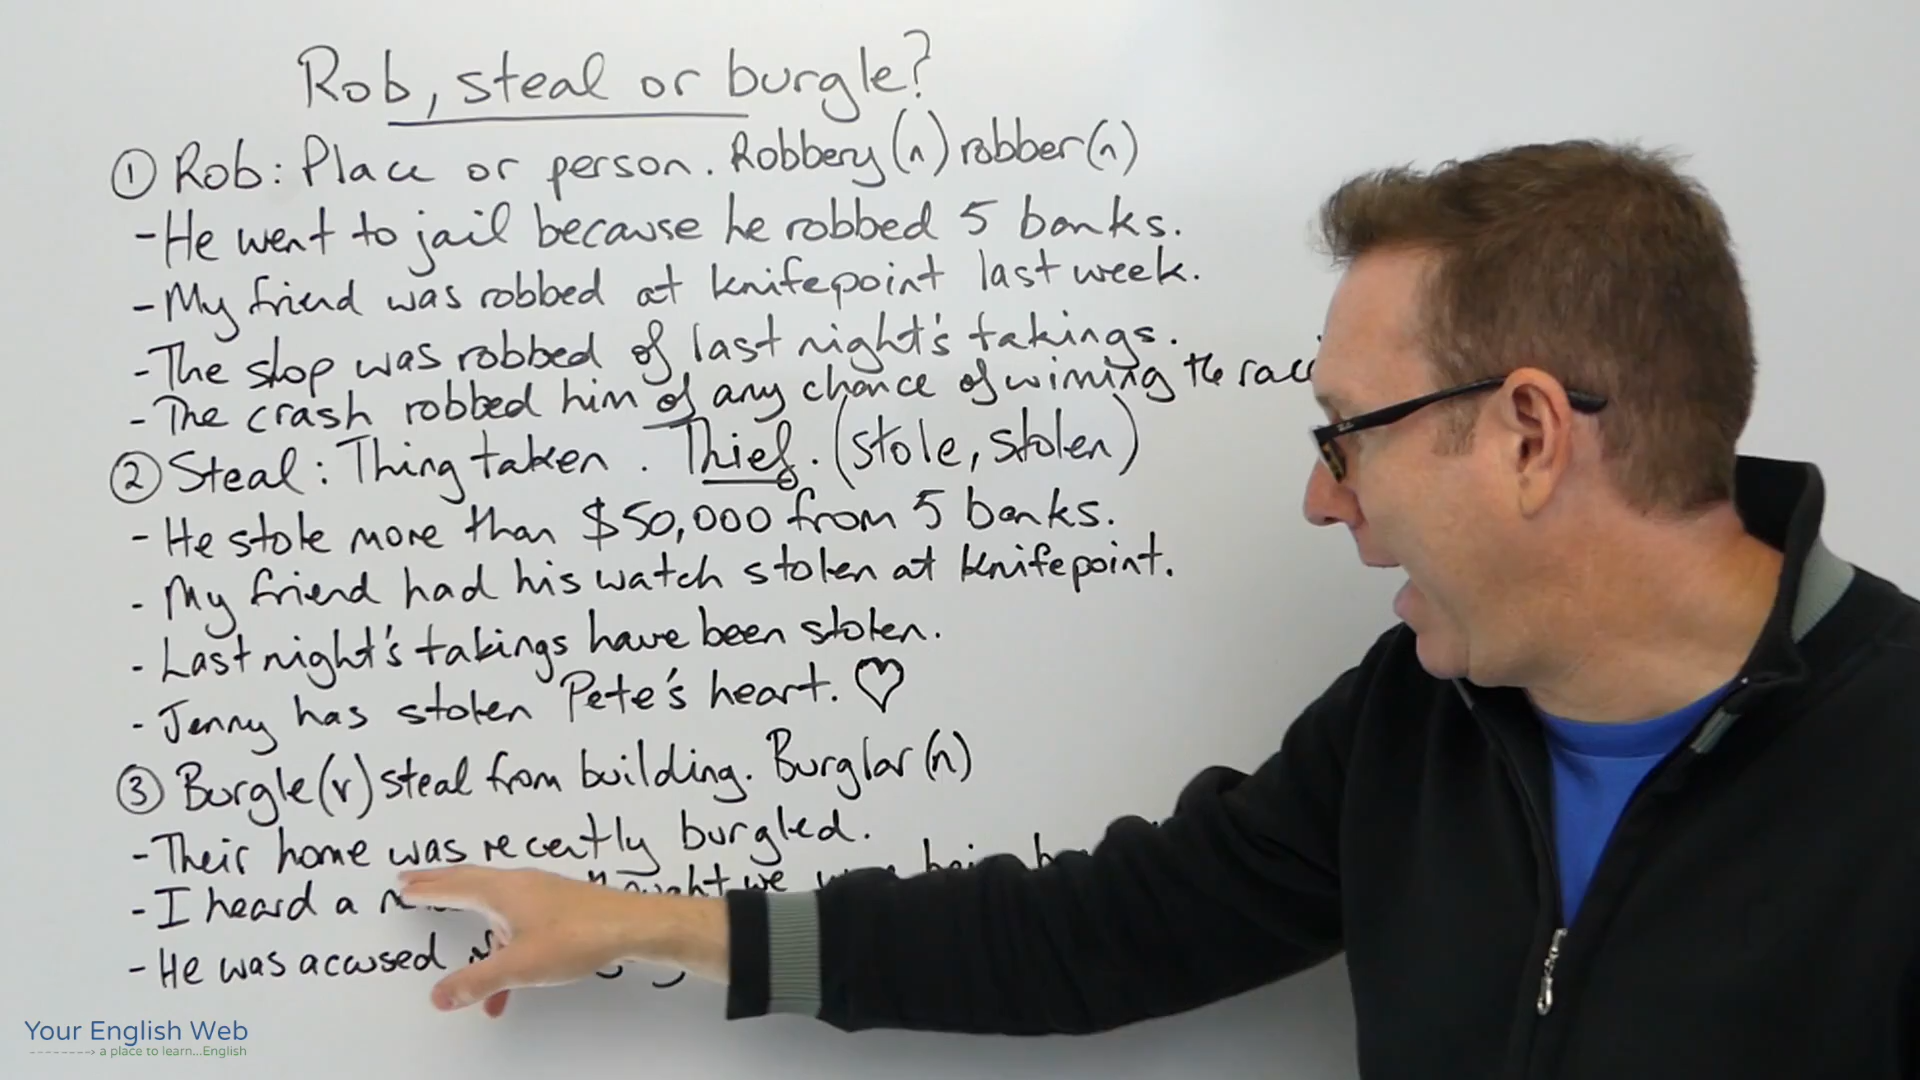 Rob, steal or burgle?
① Rob: Place or person. Robbery (n) robber (n)
- He went to jail because he robbed 5 banks.
- My friend was robbed at knifepoint last week.
- The shop was robbed of last night's takings.
- The crash robbed him of any chance of winning the
② Steal: Thing taken. Thief. (stole, stolen)
- He stole more than $50,000 from 5 banks.
- My friend had his watch stolen at knifepoint.
- Last night's takings have been stolen.
- Jenny has stolen Pete's heart. ♡
③ Burgle (v) steal from building. Burglar (n)
- Their home was recently burgled.
- I heard a we being
- He was accused
Your English Web
a place to learn...English